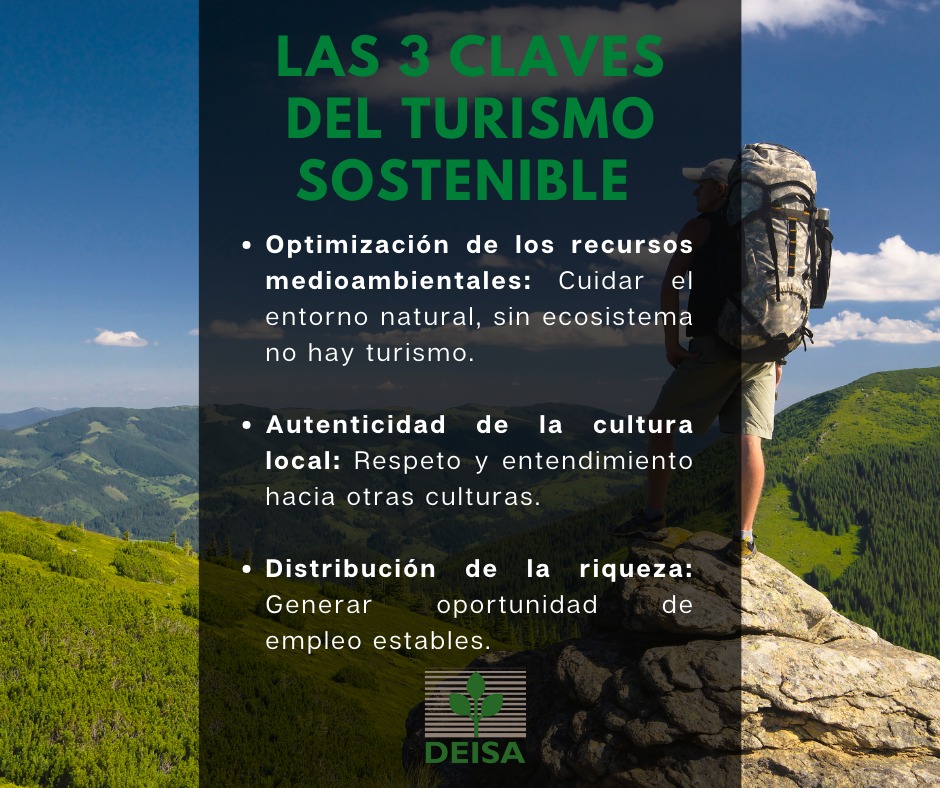 LAS 3 CLAVES
DEL TURISMO
SOSTENIBLE
• Optimización de los recursos
medioambientales: Cuidar el
entorno natural, sin ecosistema
no hay turismo.
• Autenticidad de la cultura
local: Respeto y entendimiento
hacia otras culturas.
• Distribución de la riqueza:
Generar oportunidad de
empleo estables.
DEISA